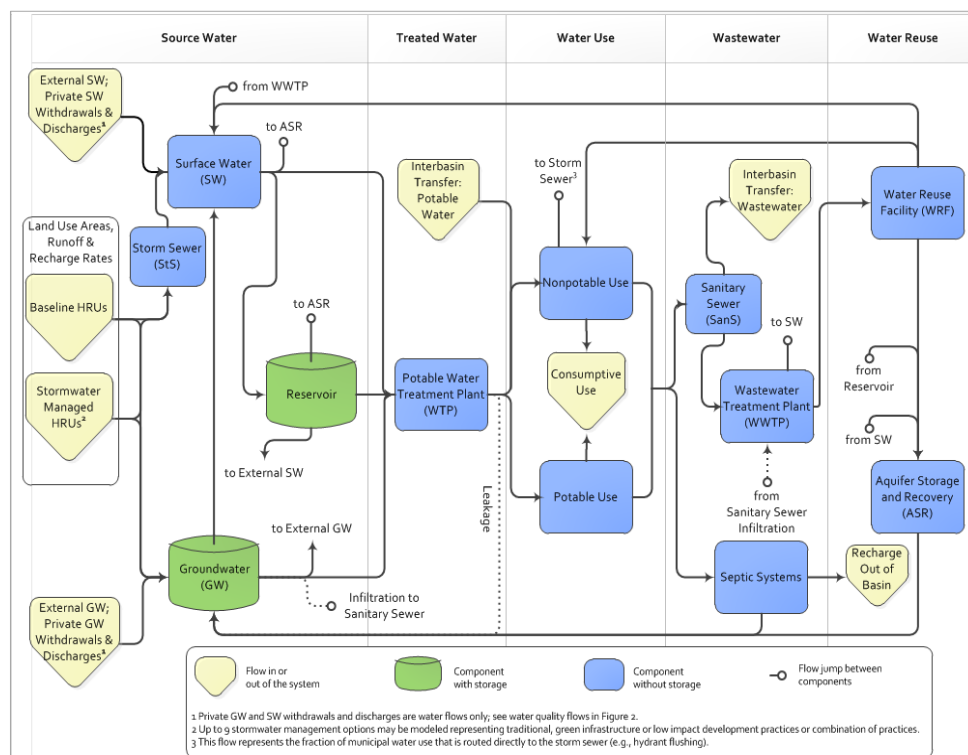 Source Water
Treated Water
Water Use
Wastewater
Water Reuse
External SW;
Private SW
Withdrawals &
Discharges¹
from WWTP
to ASR
Surface Water
(SW)
Land Use Areas,
Runoff &
Recharge Rates
Storm Sewer
(StS)
Baseline HRUs
Stormwater
Managed
HRUs²
to ASR
Reservoir
to External SW
to External GW
Groundwater
(GW)
Infiltration to
Sanitary Sewer
External GW;
Private GW
Withdrawals &
Discharges¹
Interbasin
Transfer:
Potable
Water
Potable Water
Treatment Plant
(WTP)
Leakage
to Storm
Sewer³
Nonpotable Use
Consumptive
Use
Potable Use
Interbasin
Transfer:
Wastewater
Sanitary
Sewer
(SanS)
to SW
Wastewater
Treatment Plant
(WWTP)
from
Sanitary Sewer
Infiltration
Septic Systems
Water Reuse
Facility (WRF)
from
Reservoir
from SW
Aquifer Storage
and Recovery
(ASR)
Recharge
Out of
Basin
Flow in or
out of the system
Component
with storage
Component
without storage
Flow jump between
components
1 Private GW and SW withdrawals and discharges are water flows only; see water quality flows in Figure 2.
2 Up to 9 stormwater management options may be modeled representing traditional, green infrastructure or low impact development practices or combination of practices.
3 This flow represents the fraction of municipal water use that is routed directly to the storm sewer (e.g., hydrant flushing).